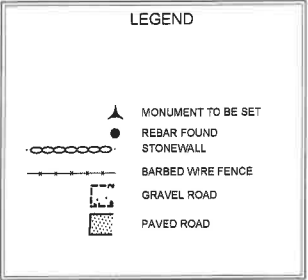 LEGEND
MONUMENT TO BE SET
REBAR FOUND
STONEWALL
BARBED WIRE FENCE
GRAVEL ROAD
PAVED ROAD